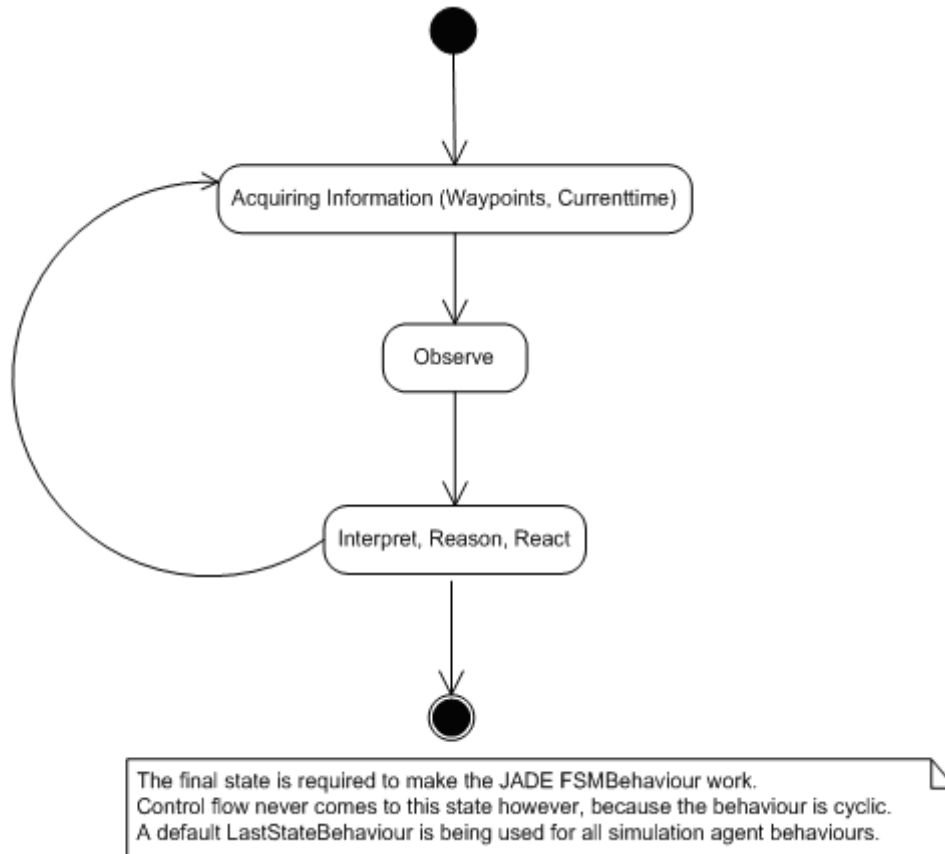 Acquiring Information (Waypoints, Currenttime)
Observe
Interpret, Reason, React
The final state is required to make the JADE FSMBehaviour work.
Control flow never comes to this state however, because the behaviour is cyclic.
A default LastStateBehaviour is being used for all simulation agent behaviours.